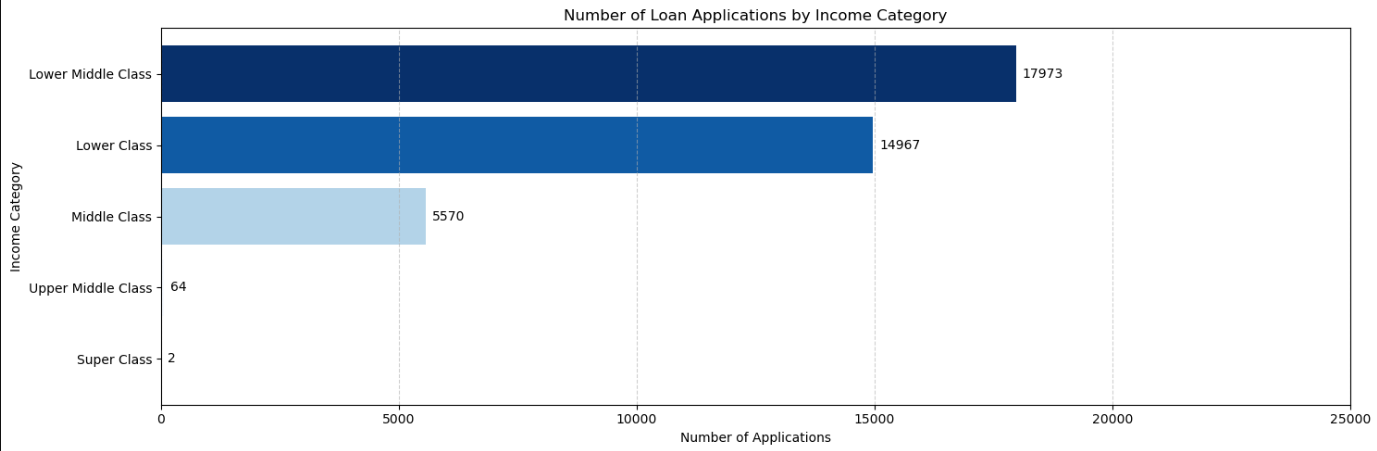 Number of Loan Applications by Income Category
Income Category
Lower Middle Class
17973
Lower Class
14967
Middle Class
5570
Upper Middle Class
64
Super Class
2
0 5000 10000 15000 20000 25000
Number of Applications